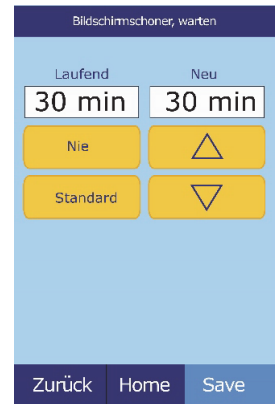 Bildschirmschoner, warten
Laufend Neu
30 min 30 min
Nie
Standard
Zurück Home Save